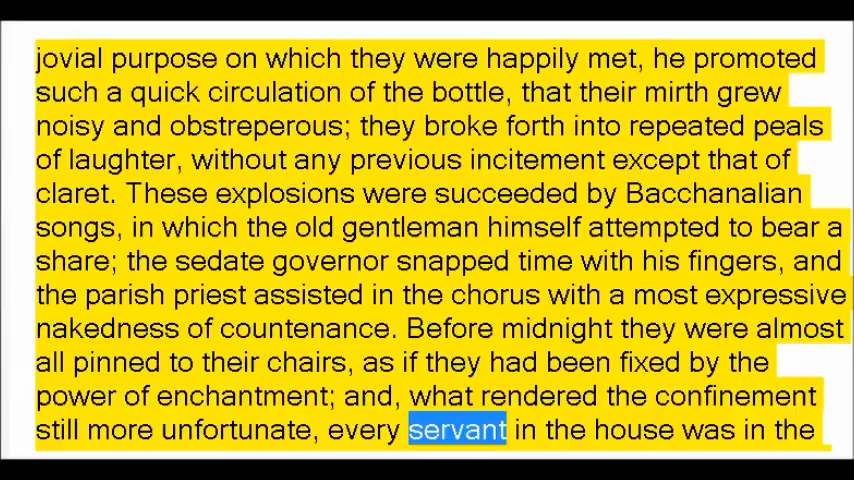 jovial purpose on which they were happily met, he promoted
such a quick circulation of the bottle, that their mirth grew
noisy and obstreperous; they broke forth into repeated peals
of laughter, without any previous incitement except that of
claret. These explosions were succeeded by Bacchanalian
songs, in which the old gentleman himself attempted to bear a
share; the sedate governor snapped time with his fingers, and
the parish priest assisted in the chorus with a most expressive
nakedness of countenance. Before midnight they were almost
all pinned to their chairs, as if they had been fixed by the
power of enchantment; and, what rendered the confinement
still more unfortunate, every servant in the house was in the